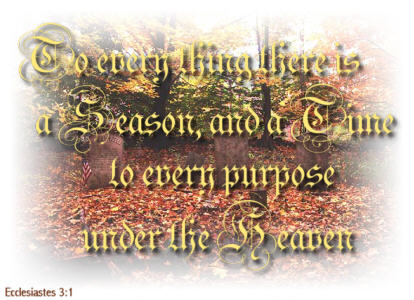 To every thing there is
a Season, and a Time
to every purpose
under the Heaven
Ecclesiastes 3:1